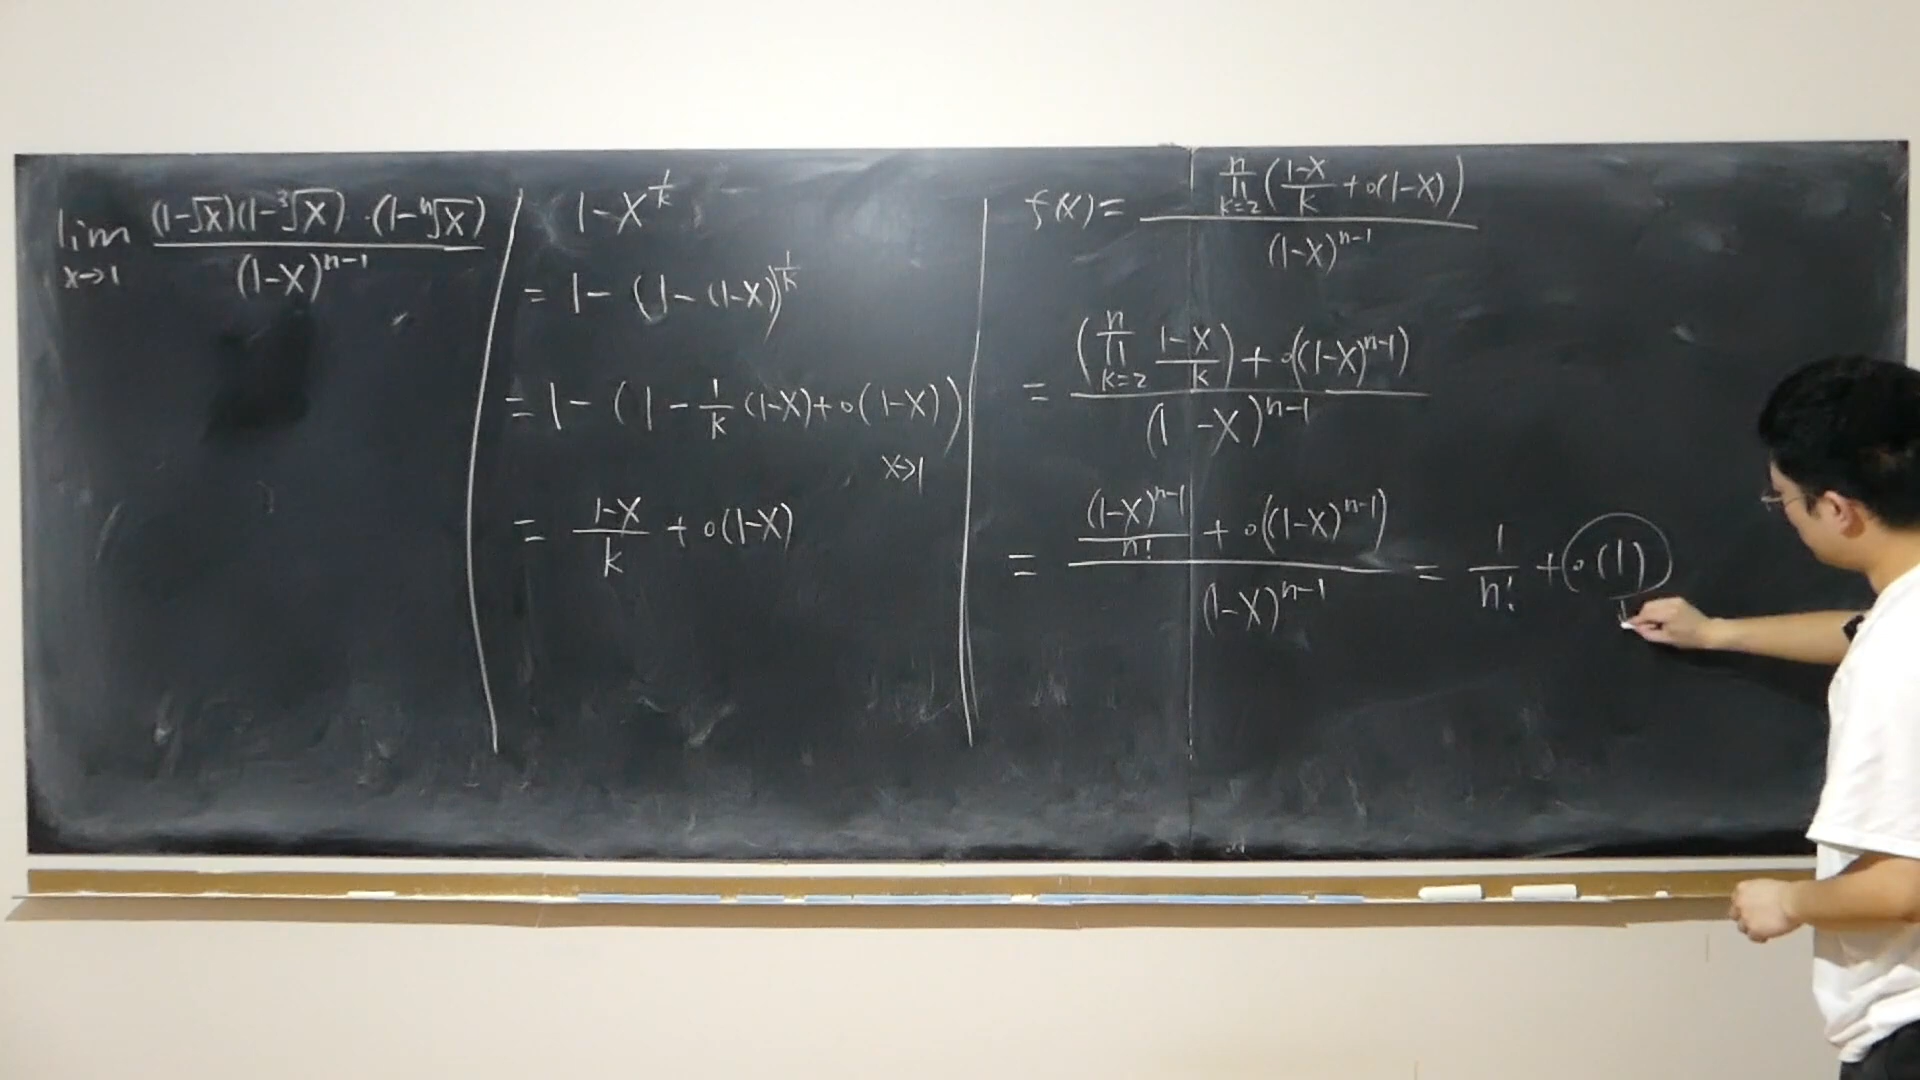 lim x→1 (1-√x)(1-³√x)·(1-ⁿ√x) / (1-x)^{n-1}
1-x^{1/k}
= 1-(1-(1-x))^{1/k}
= 1-(1-1/k(1-x)+o(1-x)) x→1
= (1-x)/k + o(1-x)
f(x) = ∏_{k=2}^{n} ((1-x)/k + o(1-x)) / (1-x)^{n-1}
= ((∏_{k=2}^{n} (1-x)/k) + o((1-x)^{n-1})) / (1-x)^{n-1}
= ((1-x)^{n-1}/n! + o((1-x)^{n-1})) / (1-x)^{n-1} = 1/n! + o(1)